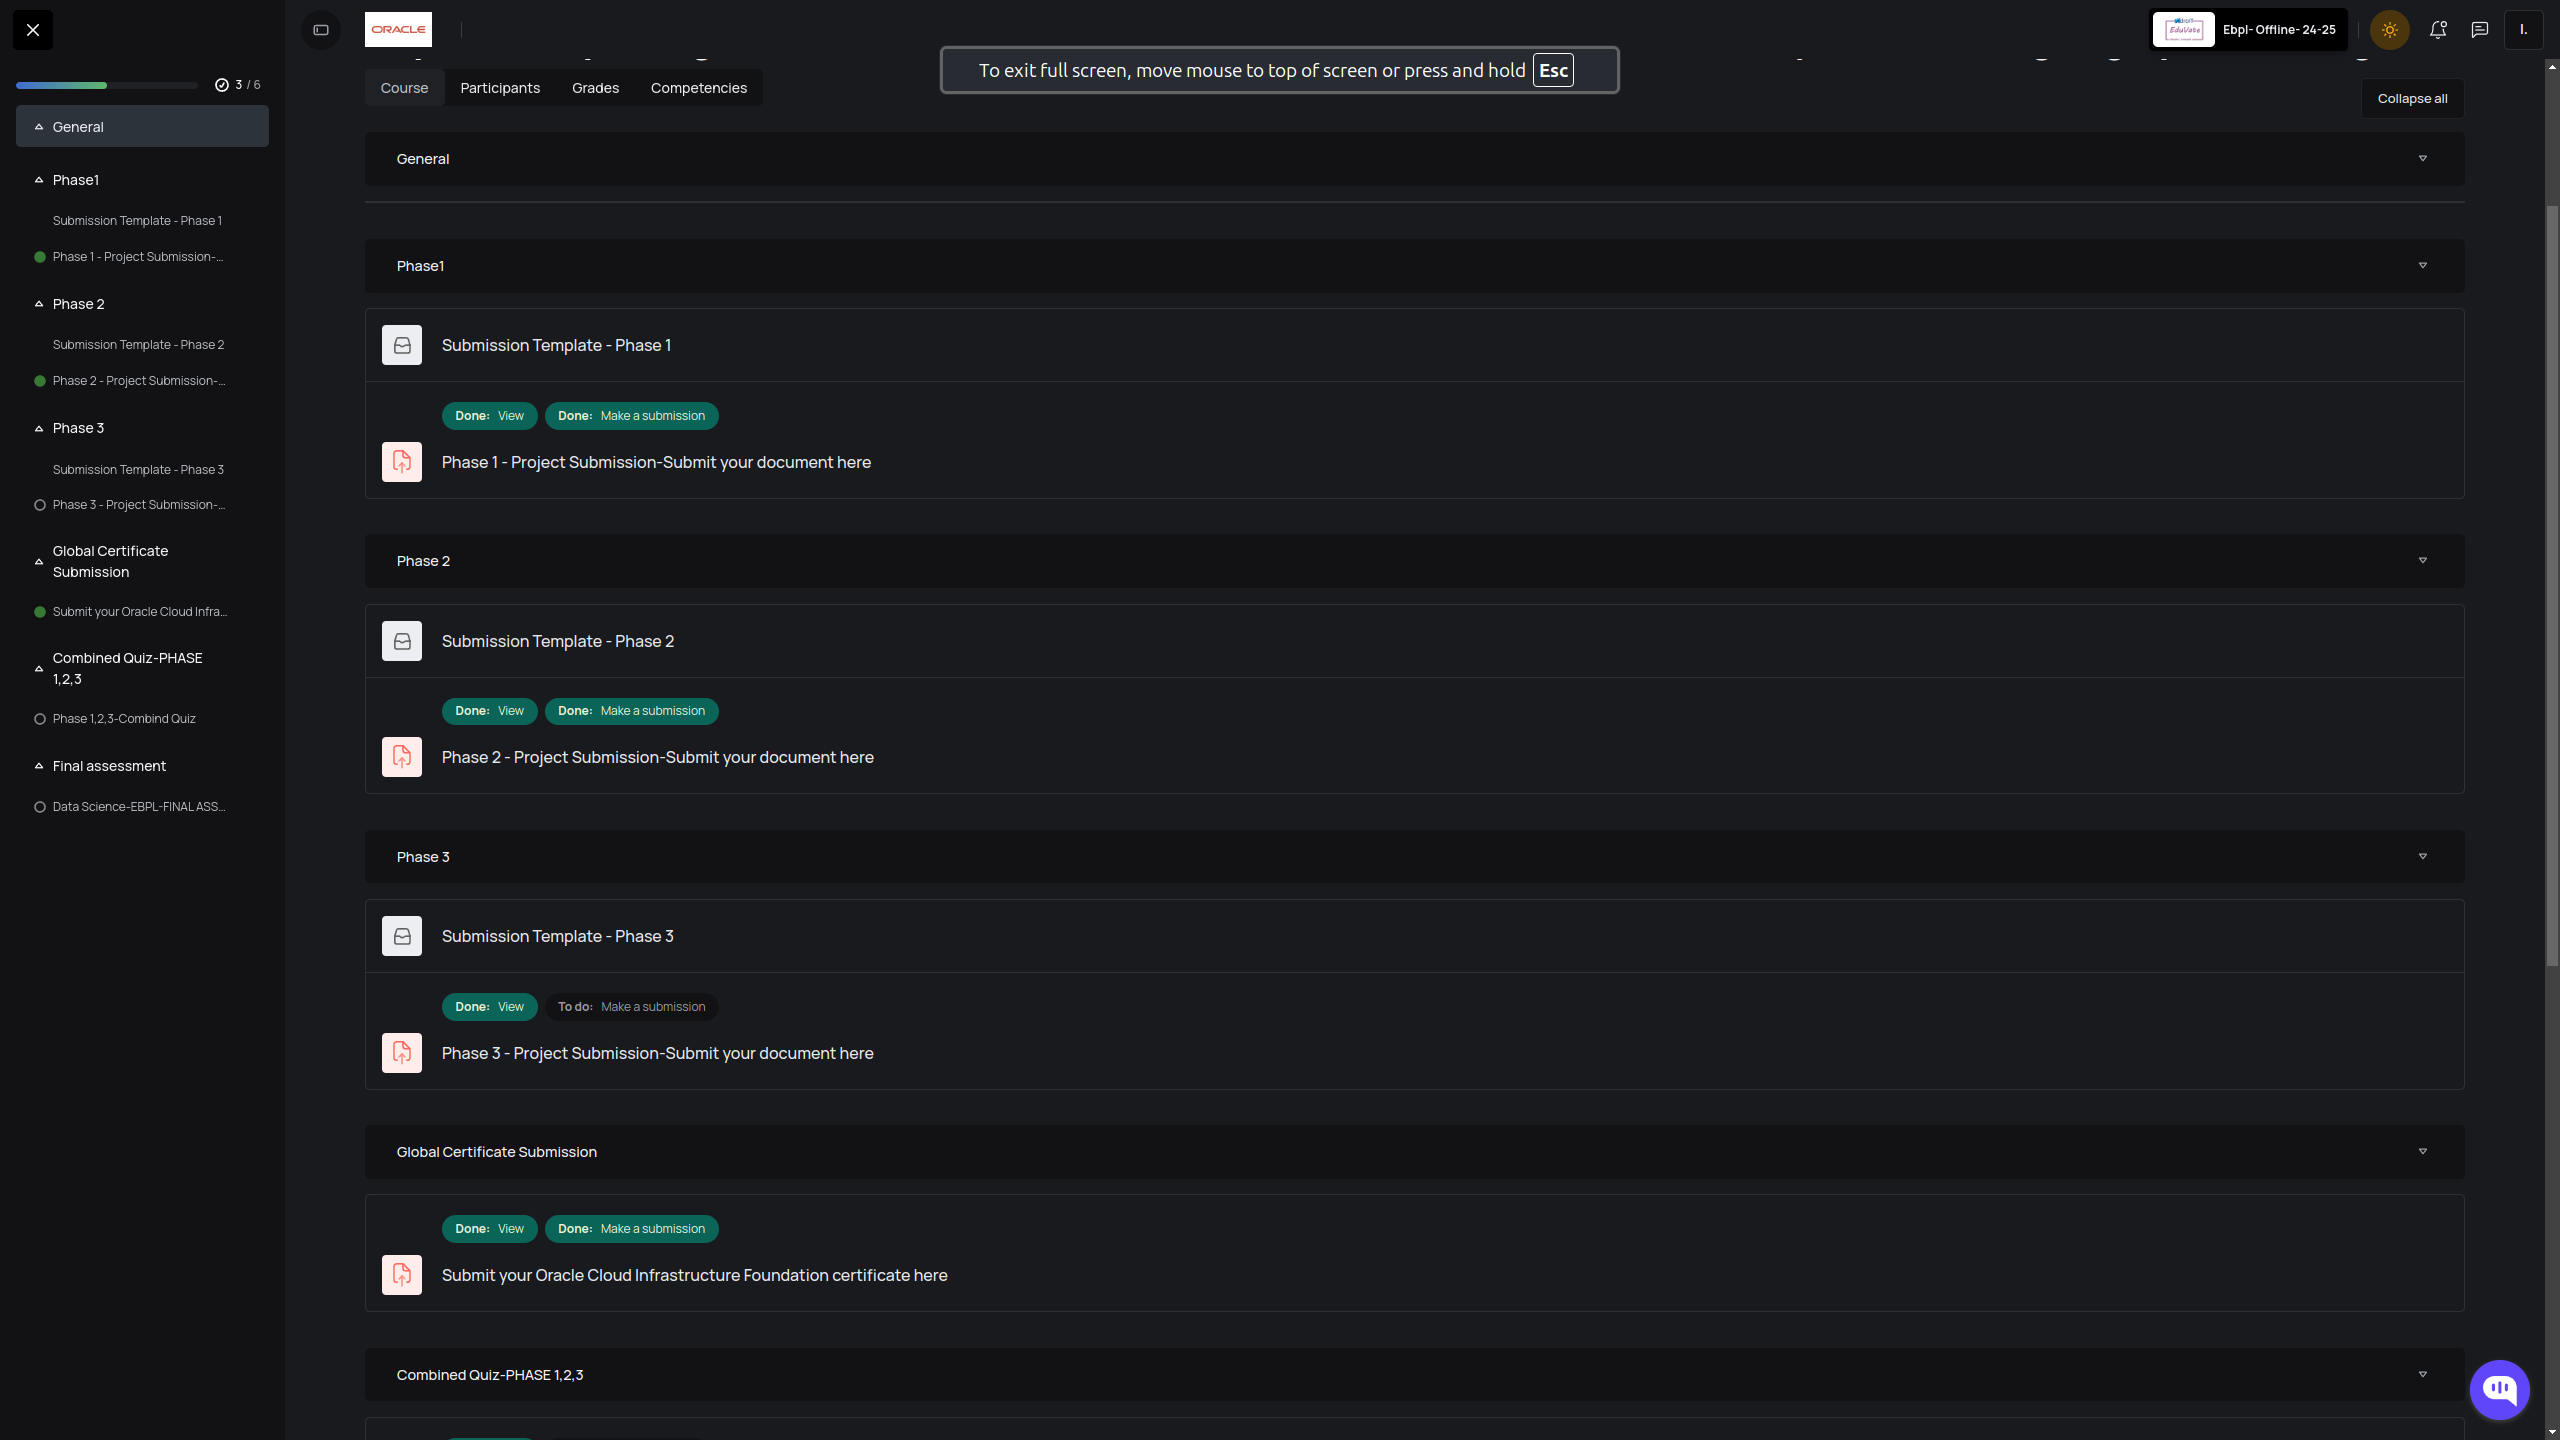 ORACLE
EduVate
Ebpl- Offline- 24-25
I.
To exit full screen, move mouse to top of screen or press and hold Esc
3 / 6
General
Phase1
Submission Template - Phase 1
Phase 1 - Project Submission-...
Phase 2
Submission Template - Phase 2
Phase 2 - Project Submission-...
Phase 3
Submission Template - Phase 3
Phase 3 - Project Submission-...
Global Certificate
Submission
Submit your Oracle Cloud Infra...
Combined Quiz-PHASE
1,2,3
Phase 1,2,3-Combind Quiz
Final assessment
Data Science-EBPL-FINAL ASS...
Course Participants Grades Competencies
Collapse all
General
Phase1
Submission Template - Phase 1
Done: View Done: Make a submission
Phase 1 - Project Submission-Submit your document here
Phase 2
Submission Template - Phase 2
Done: View Done: Make a submission
Phase 2 - Project Submission-Submit your document here
Phase 3
Submission Template - Phase 3
Done: View To do: Make a submission
Phase 3 - Project Submission-Submit your document here
Global Certificate Submission
Done: View Done: Make a submission
Submit your Oracle Cloud Infrastructure Foundation certificate here
Combined Quiz-PHASE 1,2,3